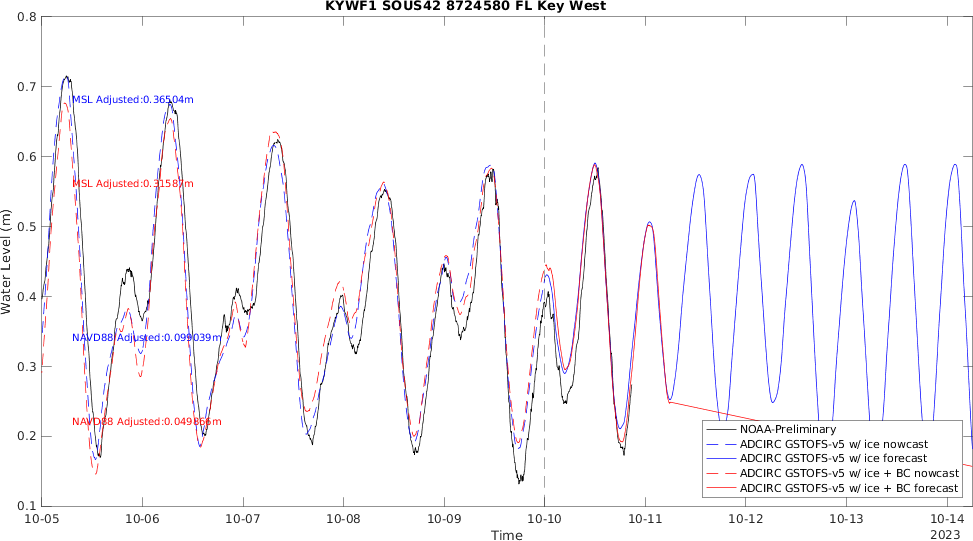 KYWF1 SOUS42 8724580 FL Key West
Water Level (m)
0.8
0.7
0.6
0.5
0.4
0.3
0.2
0.1
MSL Adjusted:0.36504m
MSL Adjusted:0.31587m
NAVD88 Adjusted:0.099039m
NAVD88 Adjusted:0.049866m
NOAA-Preliminary
ADCIRC GSTOFS-v5 w/ ice nowcast
ADCIRC GSTOFS-v5 w/ ice forecast
ADCIRC GSTOFS-v5 w/ ice + BC nowcast
ADCIRC GSTOFS-v5 w/ ice + BC forecast
10-05 10-06 10-07 10-08 10-09 10-10 10-11 10-12 10-13 10-14
Time
2023